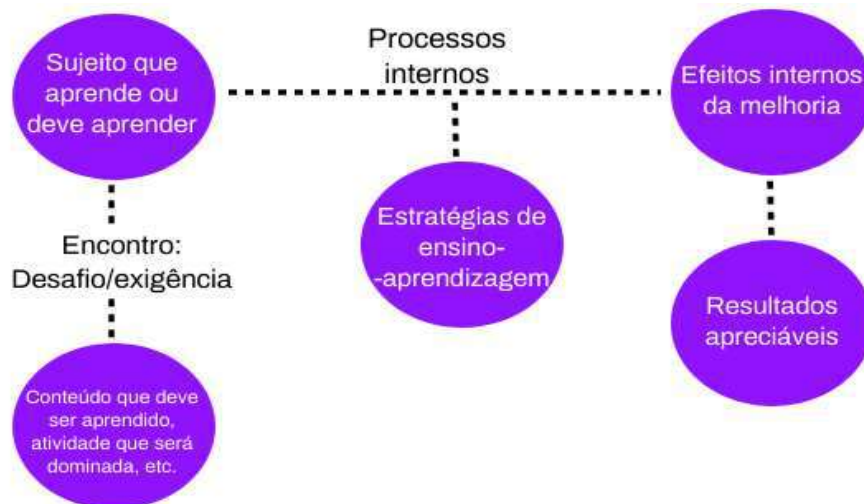 Sujeito que
aprende ou
deve aprender
Processos
internos
Efeitos internos
da melhoria
Estratégias de
ensino-
-aprendizagem
Encontro:
Desafio/exigência
Resultados
apreciáveis
Conteúdo que deve
ser aprendido,
atividade que será
dominada, etc.